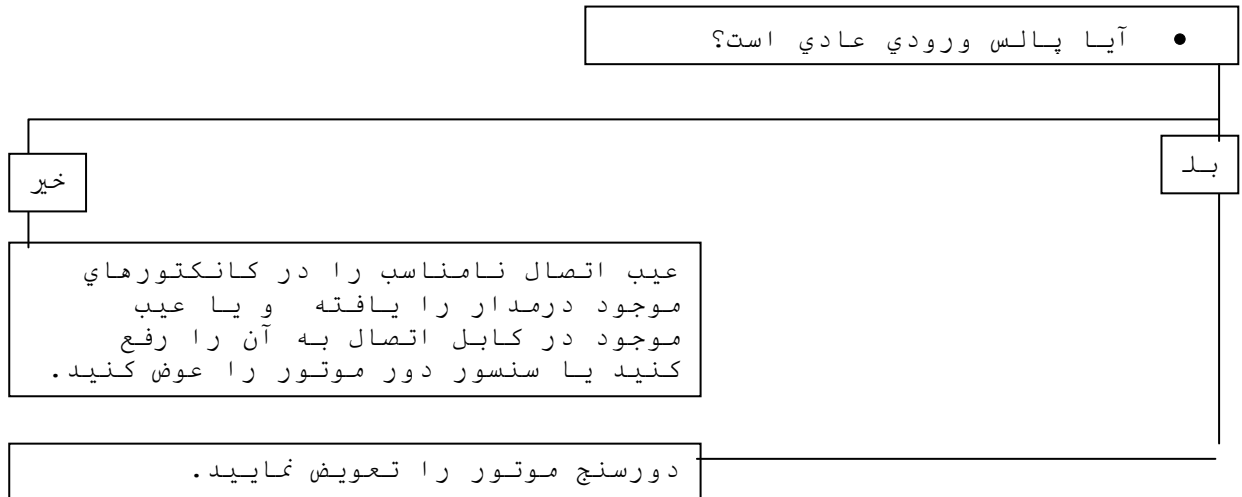 • آيا پالس ورودي عادي است؟
بلـ
خير
عيب اتصال نامناسب را در كانكتورهاي
موجود درمدار را يافته و يا عيب
موجود در كابل اتصال به آن را رفع
كنيد يا سنسور دور موتور را عوض كنيد.
دورسنج موتور را تعويض نماييد.